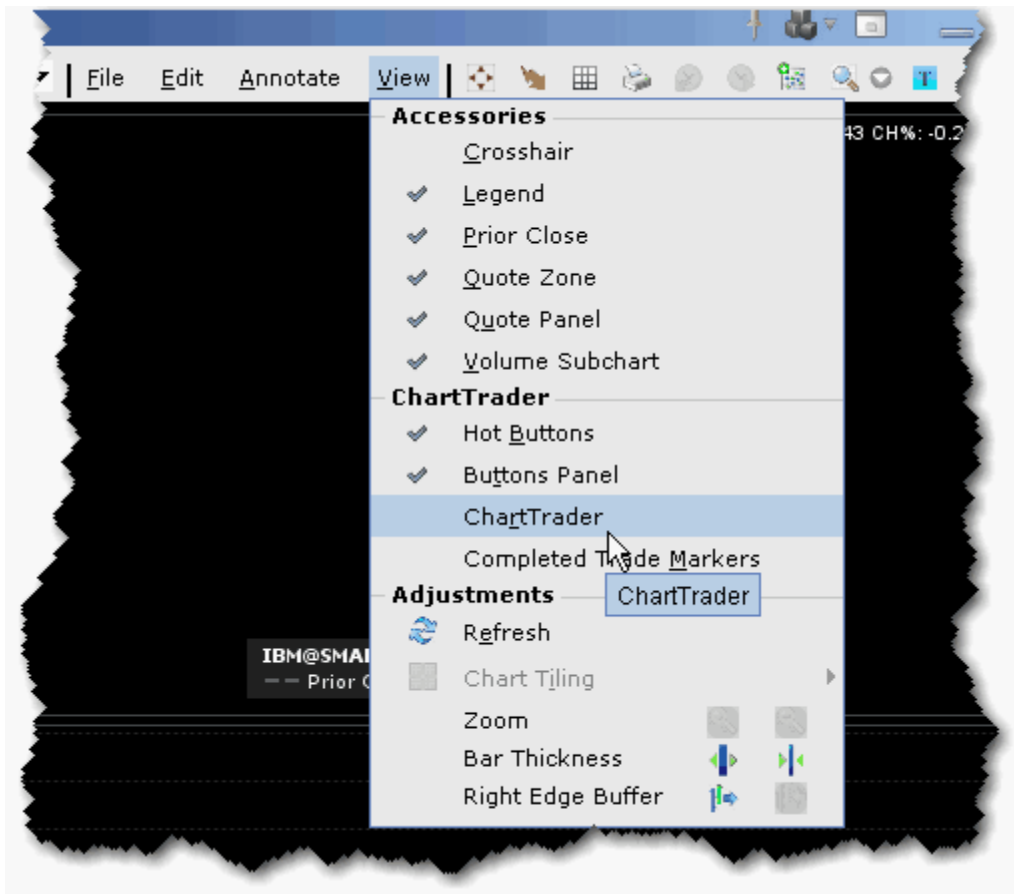 File Edit Annotate View T
Accessories
43 CH%: -0.2
Crosshair
Legend
Prior Close
Quote Zone
Quote Panel
Volume Subchart
ChartTrader
Hot Buttons
Buttons Panel
ChartTrader
Completed Trade Markers
Adjustments
ChartTrader
Refresh
IBM@SMA
Prior
Chart Tiling
Zoom
Bar Thickness
Right Edge Buffer